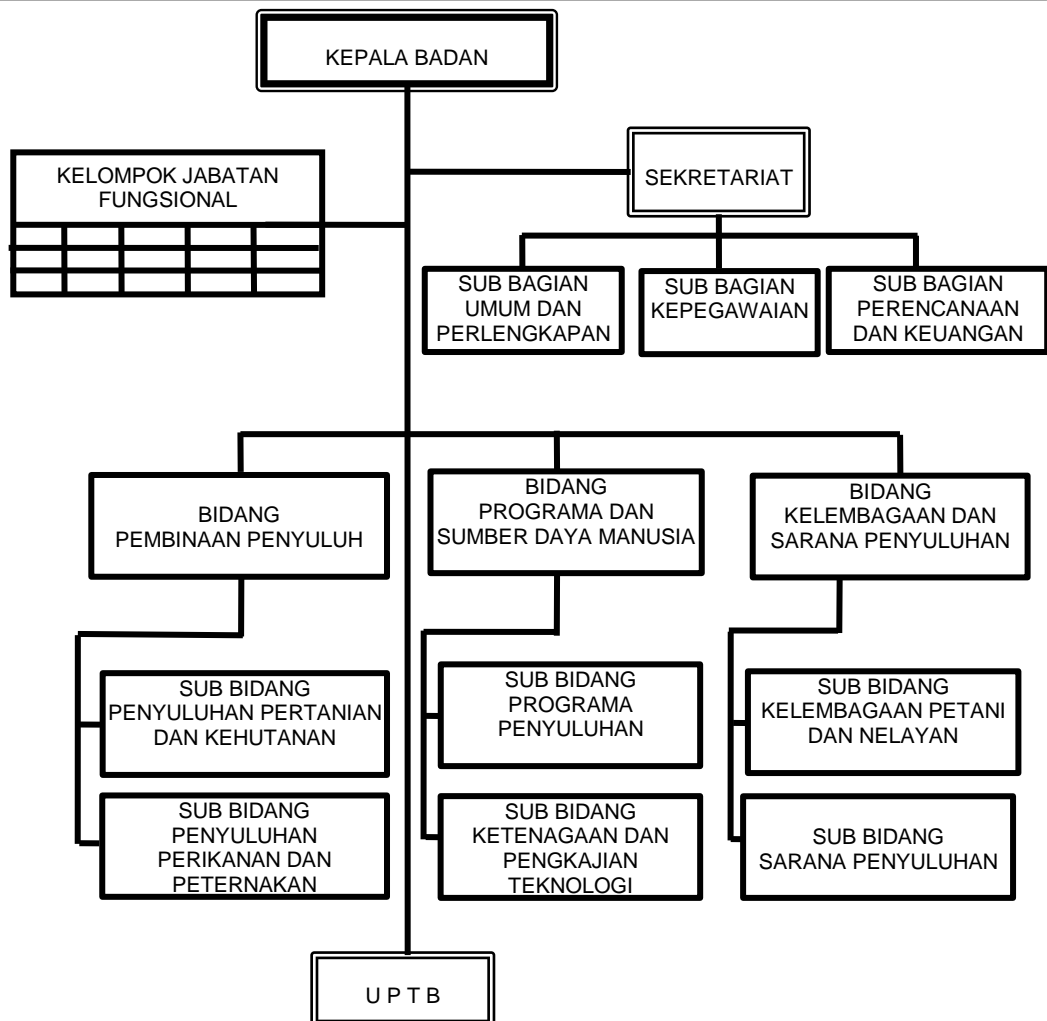 KEPALA BADAN
KELOMPOK JABATAN
FUNGSIONAL
SEKRETARIAT
SUB BAGIAN
UMUM DAN
PERLENGKAPAN
SUB BAGIAN
KEPEGAWAIAN
SUB BAGIAN
PERENCANAAN
DAN KEUANGAN
BIDANG
PEMBINAAN PENYULUH
BIDANG
PROGRAMA DAN
SUMBER DAYA MANUSIA
BIDANG
KELEMBAGAAN DAN
SARANA PENYULUHAN
SUB BIDANG
PENYULUHAN PERTANIAN
DAN KEHUTANAN
SUB BIDANG
PROGRAMA
PENYULUHAN
SUB BIDANG
KELEMBAGAAN PETANI
DAN NELAYAN
SUB BIDANG
PENYULUHAN
PERIKANAN DAN
PETERNAKAN
SUB BIDANG
KETENAGAAN DAN
PENGKAJIAN
TEKNOLOGI
SUB BIDANG
SARANA PENYULUHAN
U P T B